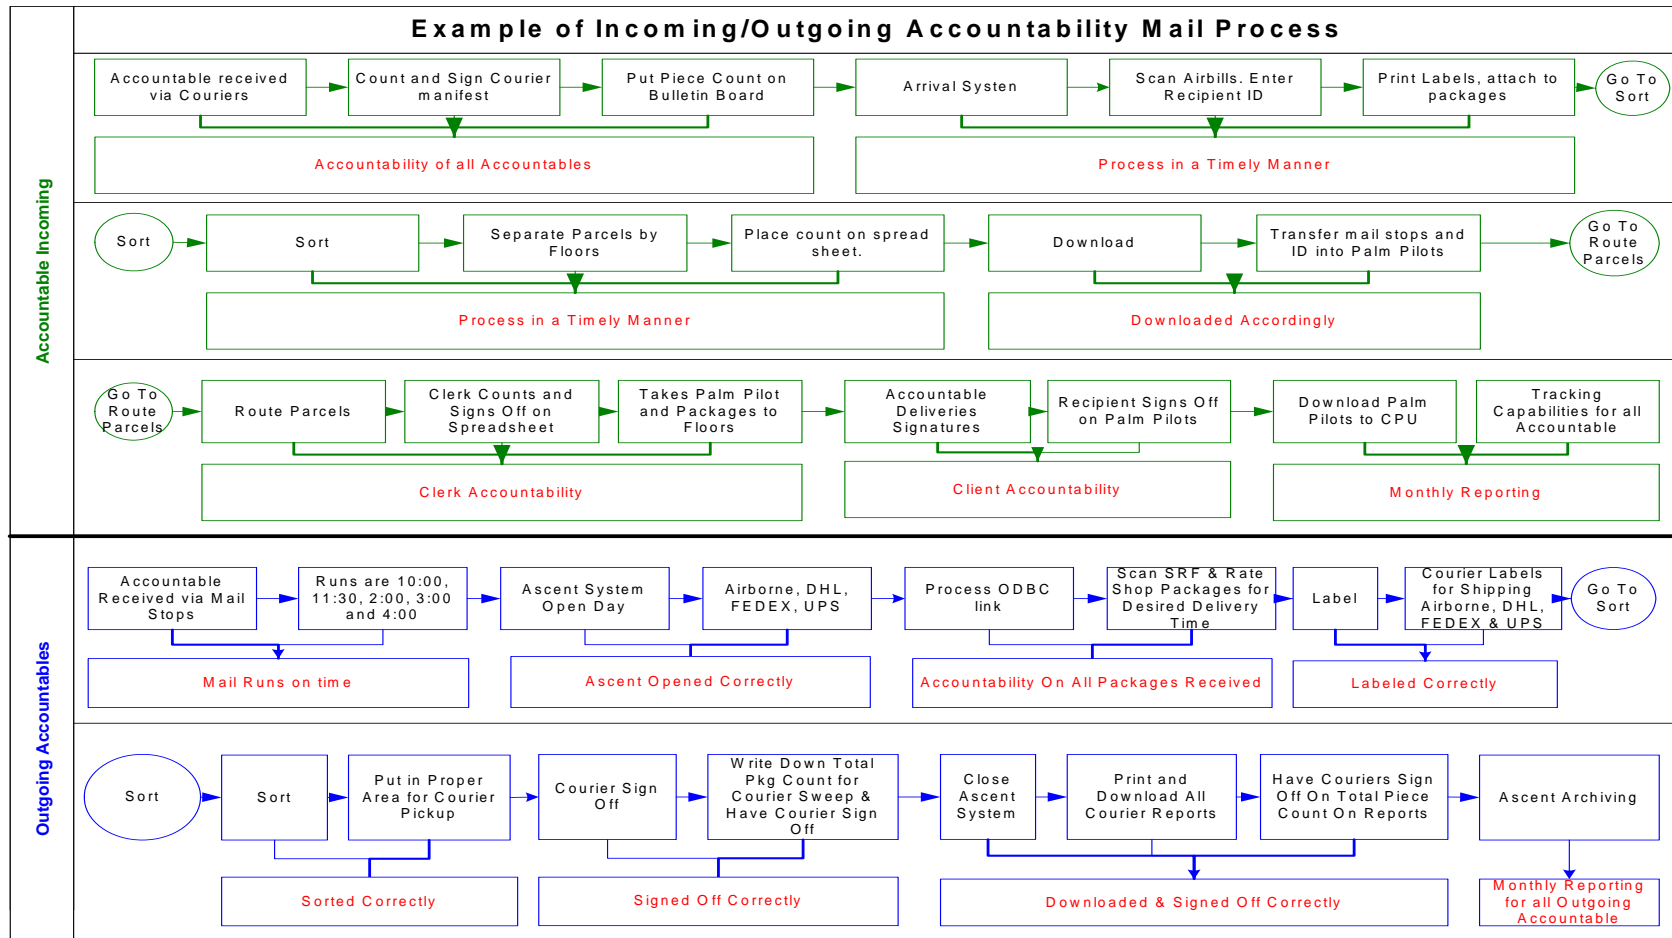 Example of Incoming/Outgoing Accountability Mail Process
Accountable Incoming
Accountable received
via Couriers
Count and Sign Courier
manifest
Put Piece Count on
Bulletin Board
Arrival Systen
Scan Airbills. Enter
Recipient ID
Print Labels, attach to
packages
Go To
Sort
Accountability of all Accountables
Process in a Timely Manner
Sort
Sort
Separate Parcels by
Floors
Place count on spread
sheet.
Download
Transfer mail stops and
ID into Palm Pilots
Go To
Route
Parcels
Process in a Timely Manner
Downloaded Accordingly
Go To
Route
Parcels
Route Parcels
Clerk Counts and
Signs Off on
Spreadsheet
Takes Palm Pilot
and Packages to
Floors
Accountable
Deliveries
Signatures
Recipient Signs Off
on Palm Pilots
Download Palm
Pilots to CPU
Tracking
Capabilities for all
Accountable
Clerk Accountability
Client Accountability
Monthly Reporting
Outgoing Accountables
Accountable
Received via Mail
Stops
Runs are 10:00,
11:30, 2:00, 3:00
and 4:00
Ascent System
Open Day
Airborne, DHL,
FEDEX, UPS
Process ODBC
link
Scan SRF & Rate
Shop Packages for
Desired Delivery
Time
Label
Courier Labels
for Shipping
Airborne, DHL,
FEDEX & UPS
Go To
Sort
Mail Runs on time
Ascent Opened Correctly
Accountability On All Packages Received
Labeled Correctly
Sort
Sort
Put in Proper
Area for Courier
Pickup
Courier Sign
Off
Write Down Total
Pkg Count for
Courier Sweep &
Have Courier Sign
Off
Close
Ascent
System
Print and
Download All
Courier Reports
Have Couriers Sign
Off On Total Piece
Count On Reports
Ascent Archiving
Sorted Correctly
Signed Off Correctly
Downloaded & Signed Off Correctly
Monthly Reporting
for all Outgoing
Accountable